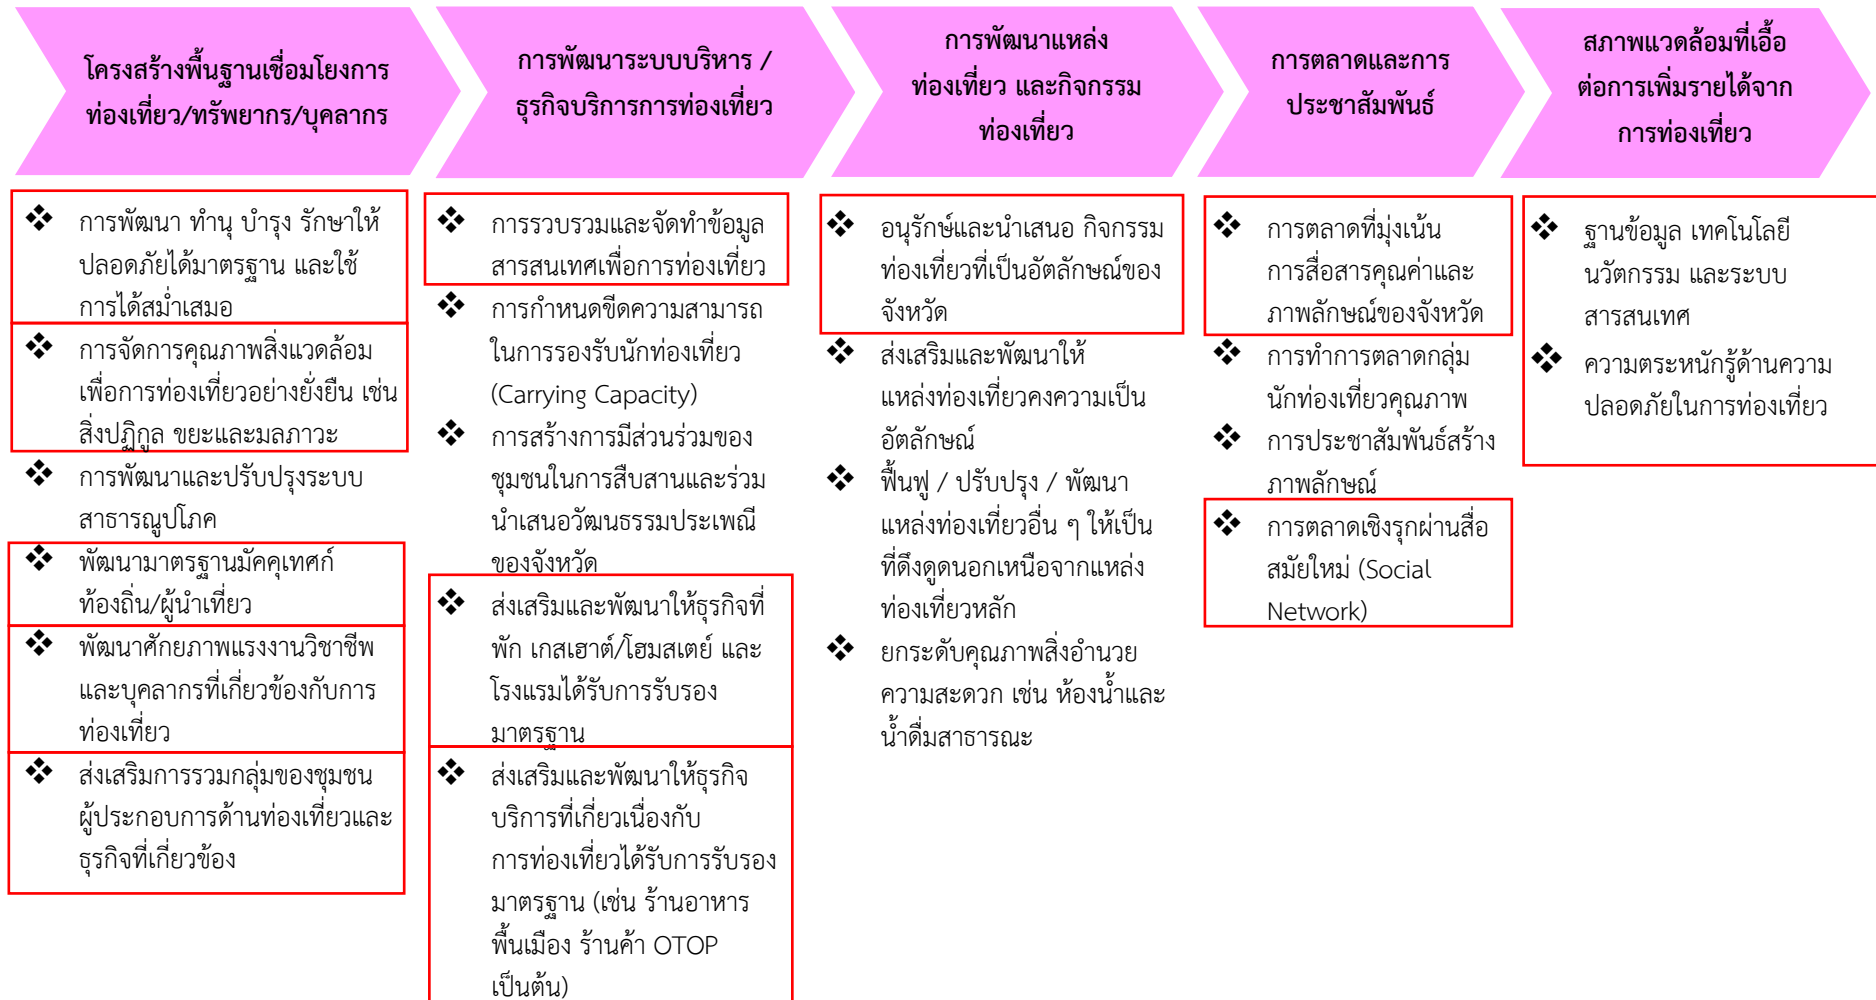 โครงสร้างพื้นฐานเชื่อมโยงการ
ท่องเที่ยว/ทรัพยากร/บุคลากร
การพัฒนาระบบบริหาร /
ธุรกิจบริการการท่องเที่ยว
การพัฒนาแหล่ง
ท่องเที่ยว และกิจกรรม
ท่องเที่ยว
การตลาดและการ
ประชาสัมพันธ์
สภาพแวดล้อมที่เอื้อ
ต่อการเพิ่มรายได้จาก
การท่องเที่ยว
❖ การพัฒนา ทำนุ บำรุง รักษาให้
ปลอดภัยได้มาตรฐาน และใช้
การได้สม่ำเสมอ
❖ การจัดการคุณภาพสิ่งแวดล้อม
เพื่อการท่องเที่ยวอย่างยั่งยืน เช่น
สิ่งปฏิกูล ขยะและมลภาวะ
❖ การพัฒนาและปรับปรุงระบบ
สาธารณูปโภค
❖ พัฒนามาตรฐานมัคคุเทศก์
ท้องถิ่น/ผู้นำเที่ยว
❖ พัฒนาศักยภาพแรงงานวิชาชีพ
และบุคลากรที่เกี่ยวข้องกับการ
ท่องเที่ยว
❖ ส่งเสริมการรวมกลุ่มของชุมชน
ผู้ประกอบการด้านท่องเที่ยวและ
ธุรกิจที่เกี่ยวข้อง
❖ การรวบรวมและจัดทำข้อมูล
สารสนเทศเพื่อการท่องเที่ยว
❖ การกำหนดขีดความสามารถ
ในการรองรับนักท่องเที่ยว
(Carrying Capacity)
❖ การสร้างการมีส่วนร่วมของ
ชุมชนในการสืบสานและร่วม
นำเสนอวัฒนธรรมประเพณี
ของจังหวัด
❖ ส่งเสริมและพัฒนาให้ธุรกิจที่
พัก เกสเฮาต์/โฮมสเตย์ และ
โรงแรมได้รับการรับรอง
มาตรฐาน
❖ ส่งเสริมและพัฒนาให้ธุรกิจ
บริการที่เกี่ยวเนื่องกับ
การท่องเที่ยวได้รับการรับรอง
มาตรฐาน (เช่น ร้านอาหาร
พื้นเมือง ร้านค้า OTOP
เป็นต้น)
❖ อนุรักษ์และนำเสนอ กิจกรรม
ท่องเที่ยวที่เป็นอัตลักษณ์ของ
จังหวัด
❖ ส่งเสริมและพัฒนาให้
แหล่งท่องเที่ยวคงความเป็น
อัตลักษณ์
❖ ฟื้นฟู / ปรับปรุง / พัฒนา
แหล่งท่องเที่ยวอื่น ๆ ให้เป็น
ที่ดึงดูดนอกเหนือจากแหล่ง
ท่องเที่ยวหลัก
❖ ยกระดับคุณภาพสิ่งอำนวย
ความสะดวก เช่น ห้องน้ำและ
น้ำดื่มสาธารณะ
❖ การตลาดที่มุ่งเน้น
การสื่อสารคุณค่าและ
ภาพลักษณ์ของจังหวัด
❖ การทำการตลาดกลุ่ม
นักท่องเที่ยวคุณภาพ
❖ การประชาสัมพันธ์สร้าง
ภาพลักษณ์
❖ การตลาดเชิงรุกผ่านสื่อ
สมัยใหม่ (Social
Network)
❖ ฐานข้อมูล เทคโนโลยี
นวัตกรรม และระบบ
สารสนเทศ
❖ ความตระหนักรู้ด้านความ
ปลอดภัยในการท่องเที่ยว